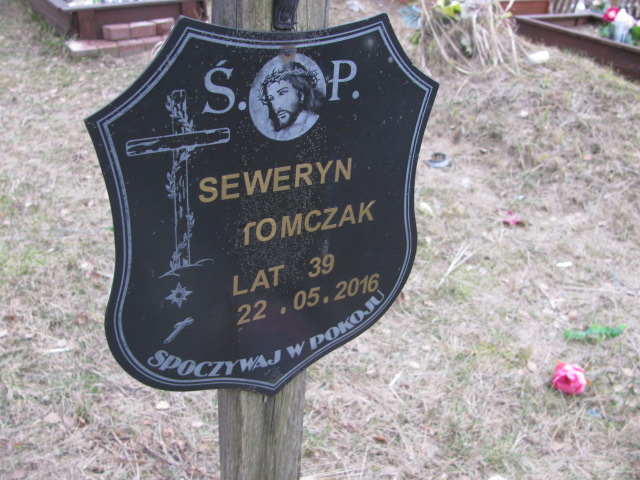 Ś. P.
SEWERYN
TOMCZAK
LAT 39
22.05.2016
SPOCZYWAJ W POKOJU